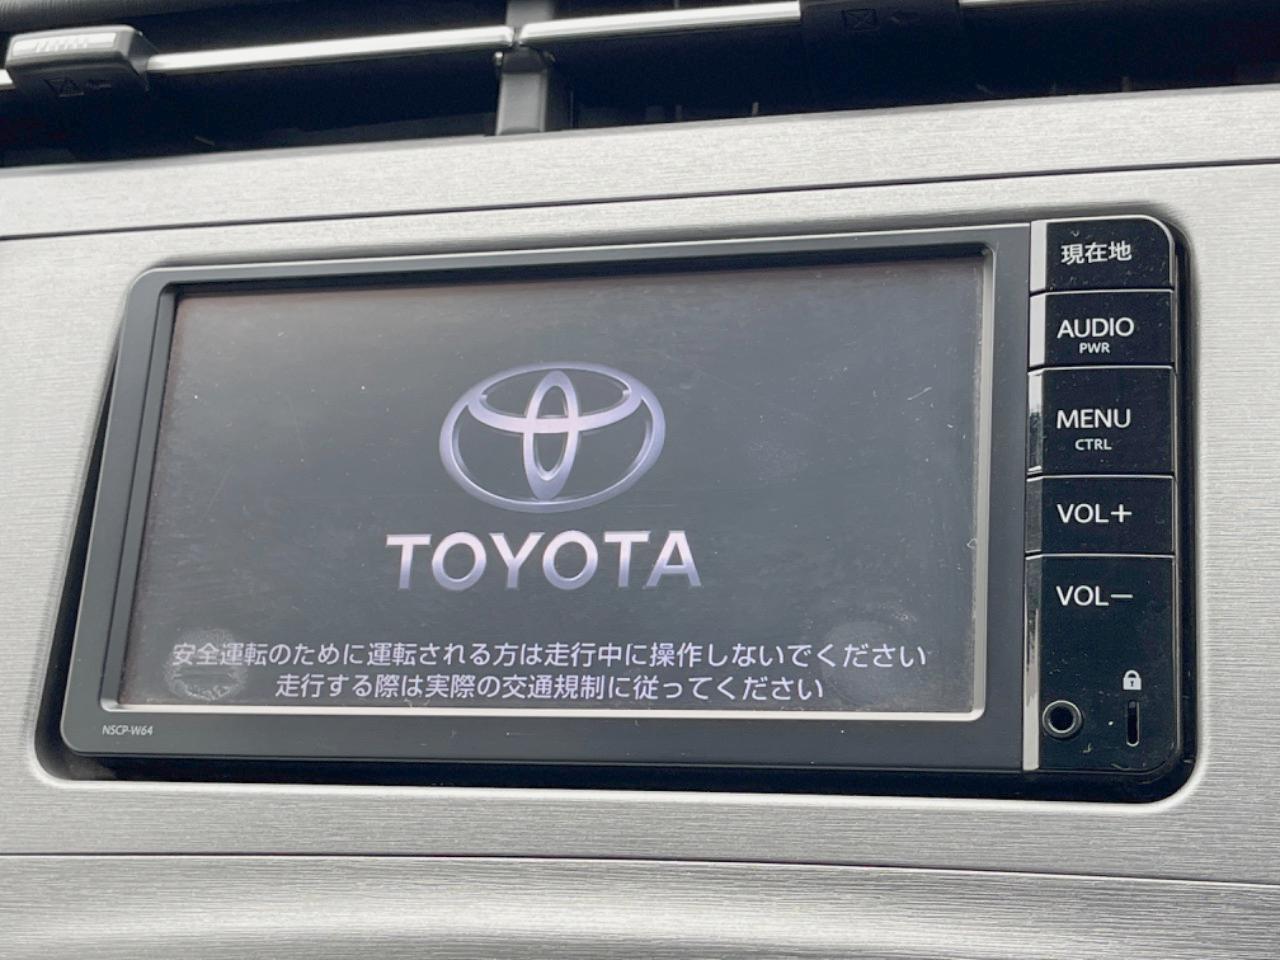 現在地
AUDIO
PWR
MENU
CTRL
VOL+
VOL-
TOYOTA
安全運転のために運転される方は走行中に操作しないでください
走行する際は実際の交通規制に従ってください
NSCP-W64